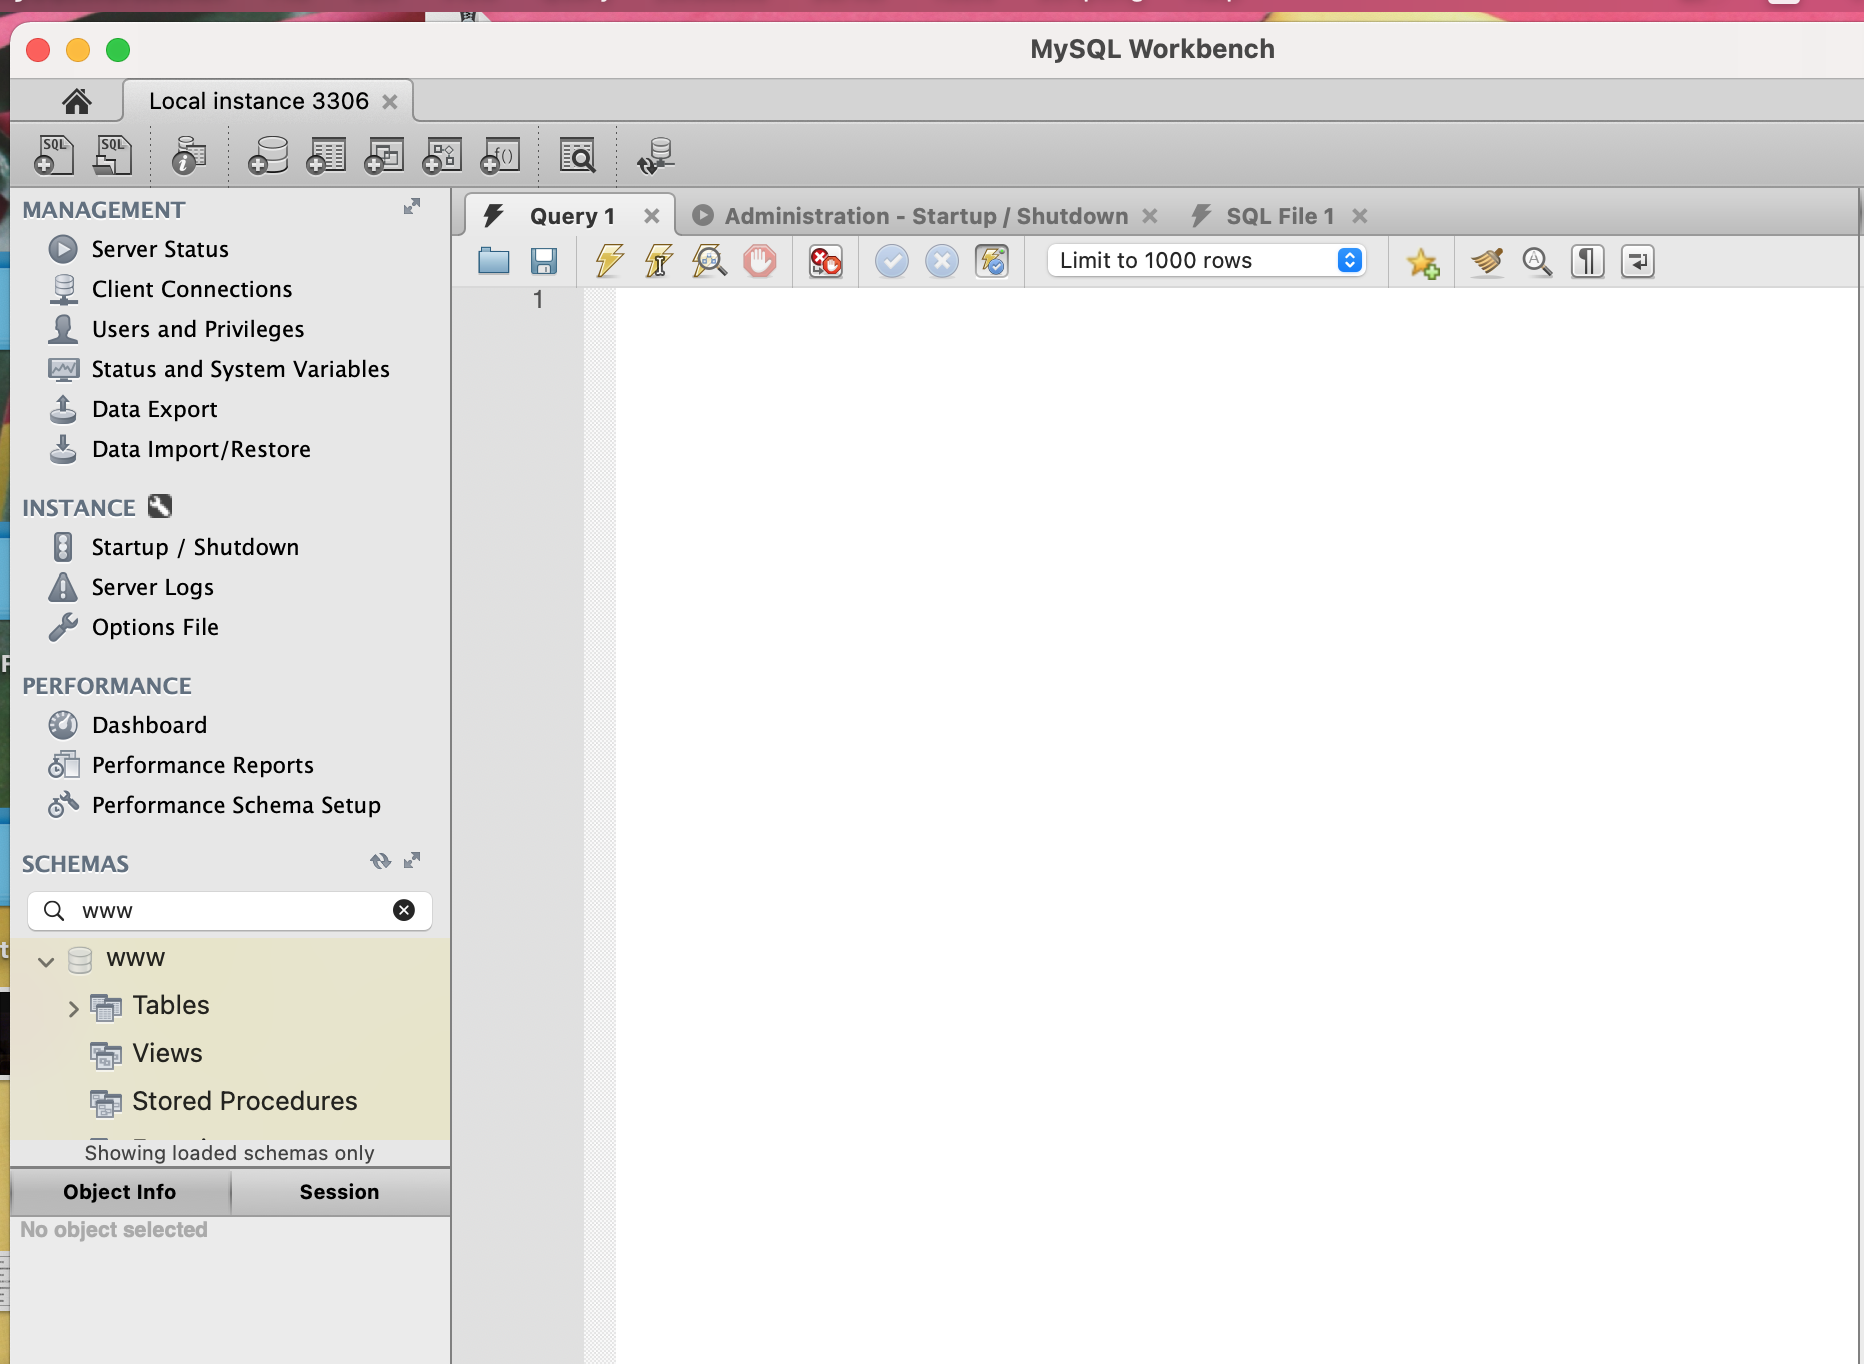 MySQL Workbench
Local instance 3306
SQL SQL f()
MANAGEMENT
Server Status
Client Connections
Users and Privileges
Status and System Variables
Data Export
Data Import/Restore
INSTANCE
Startup / Shutdown
Server Logs
Options File
PERFORMANCE
Dashboard
Performance Reports
Performance Schema Setup
SCHEMAS
www
www
Tables
Views
Stored Procedures
Showing loaded schemas only
Object Info Session
No object selected
Query 1 Administration - Startup / Shutdown SQL File 1
Limit to 1000 rows
1